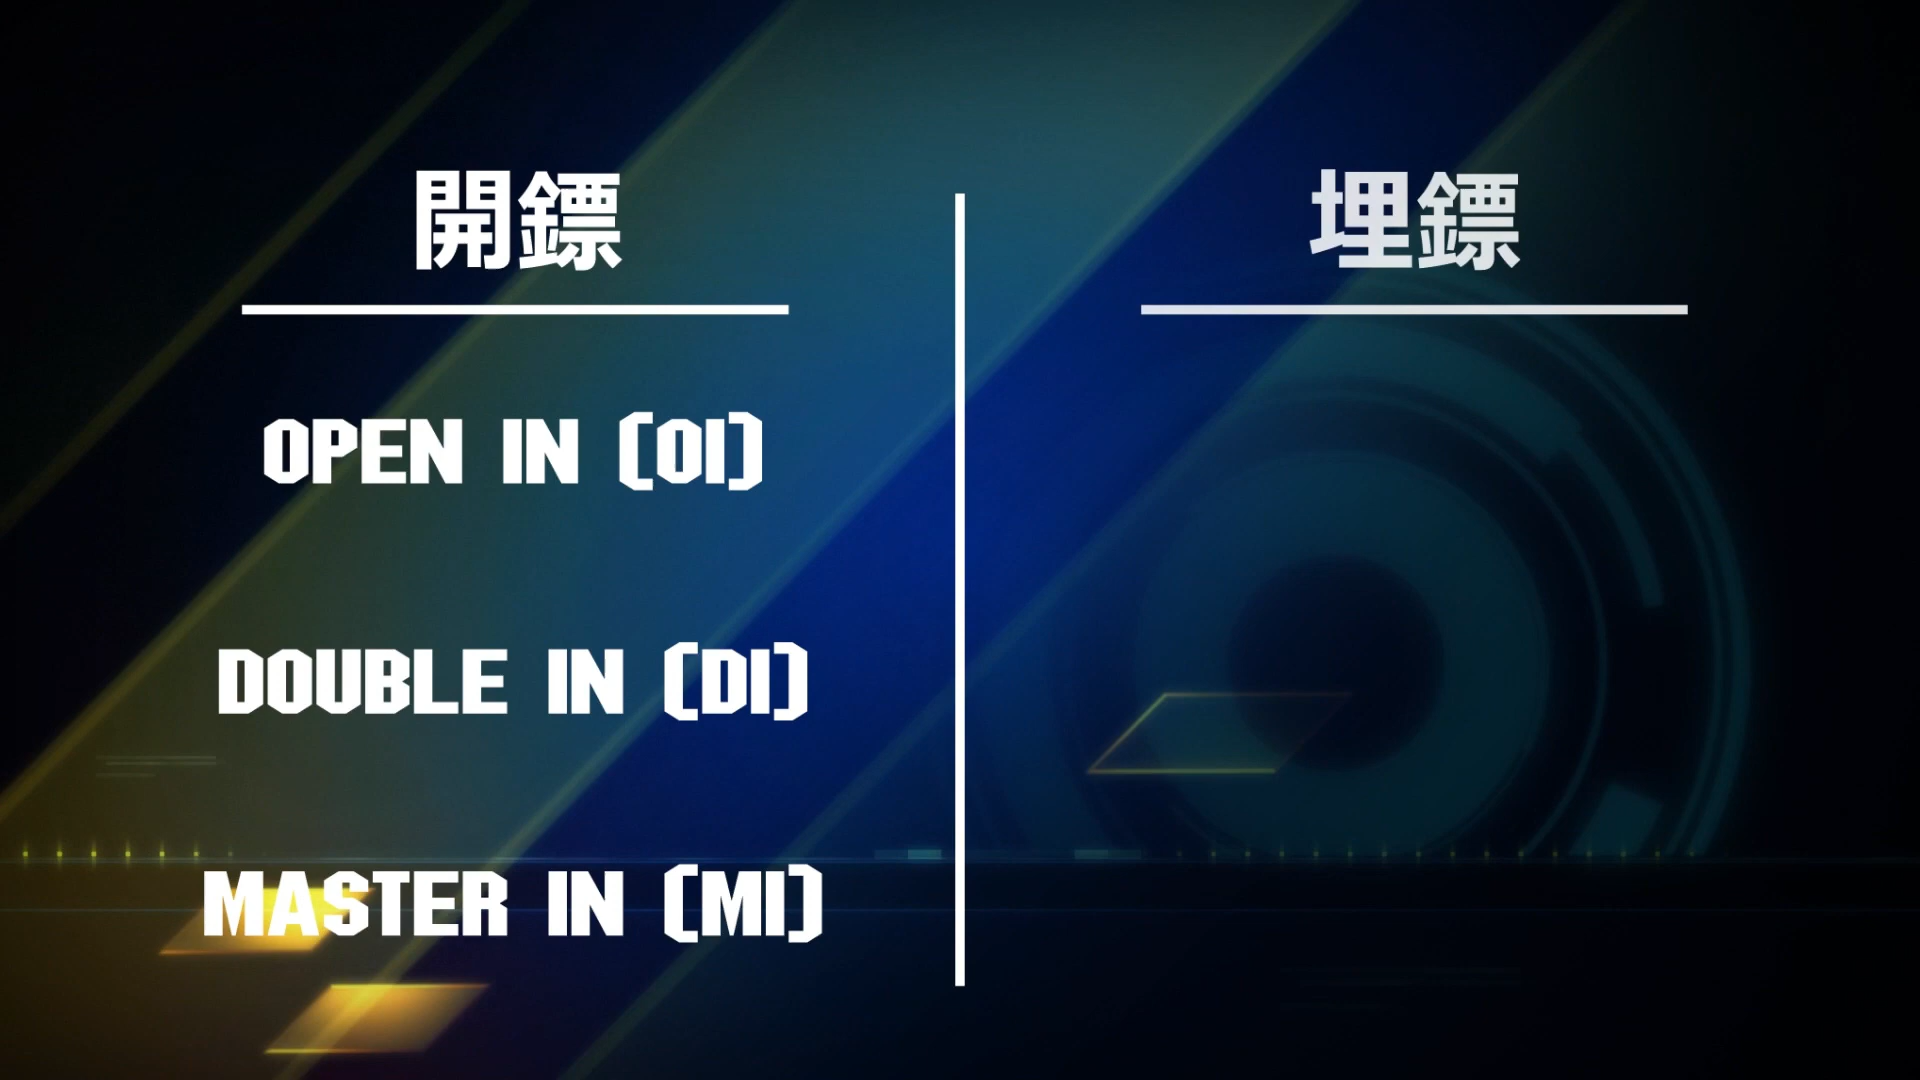 開鏢
OPEN IN (OI)
DOUBLE IN (DI)
MASTER IN (MI)
埋鏢